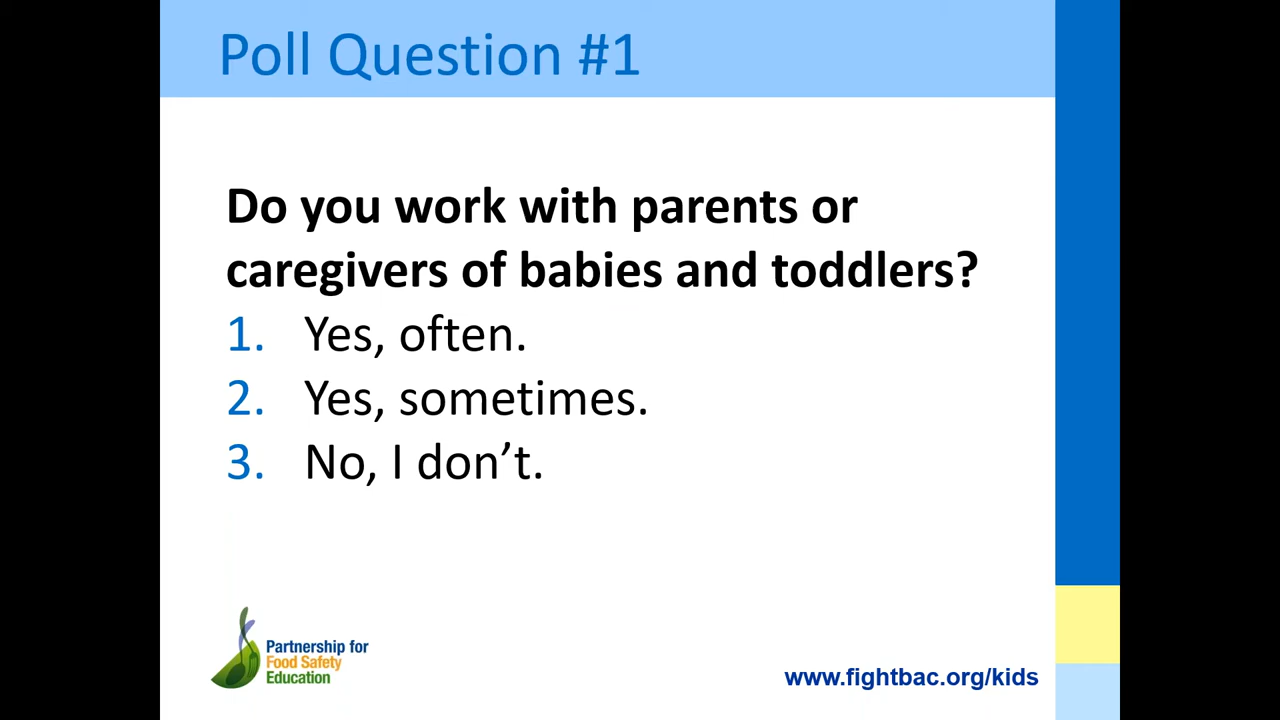 Poll Question #1
Do you work with parents or
caregivers of babies and toddlers?
1. Yes, often.
2. Yes, sometimes.
3. No, I don’t.
Partnership for
Food Safety
Education
www.fightbac.org/kids